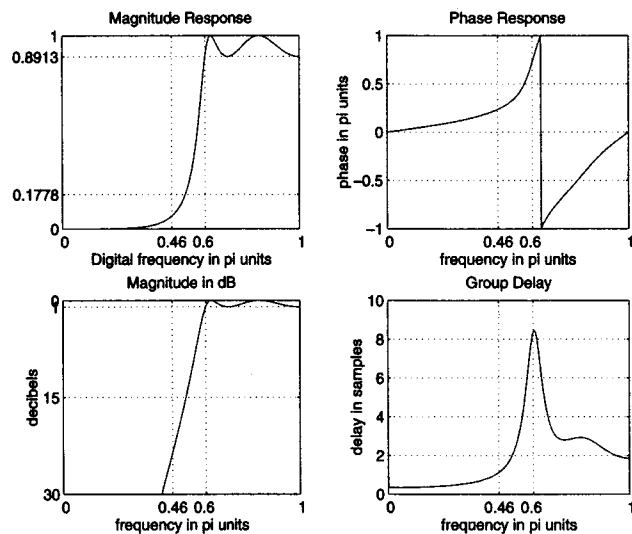 Magnitude Response
1
0.8913
0.1778
0
0 0.46 0.6 1
Digital frequency in pi units
Phase Response
phase in pi units
1
0.5
0
-0.5
-1
0 0.46 0.6 1
frequency in pi units
Magnitude in dB
decibels
0
1
15
30
0 0.46 0.6 1
frequency in pi units
Group Delay
delay in samples
10
8
6
4
2
0
0 0.46 0.6 1
frequency in pi units